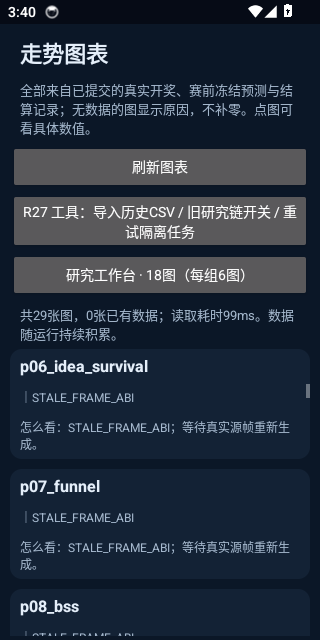 3:40
走势图表
全部来自已提交的真实开奖、赛前冻结预测与结
算记录；无数据的图显示原因，不补零。点图可
看具体数值。
刷新图表
R27 工具：导入历史CSV / 旧研究链开关 / 重
试隔离任务
研究工作台 · 18图（每组6图）
共29张图，0张已有数据；读取耗时99ms。数据
随运行持续积累。
p06_idea_survival
｜STALE_FRAME_ABI
怎么看：STALE_FRAME_ABI；等待真实源帧重新生
成。
p07_funnel
｜STALE_FRAME_ABI
怎么看：STALE_FRAME_ABI；等待真实源帧重新生
成。
p08_bss